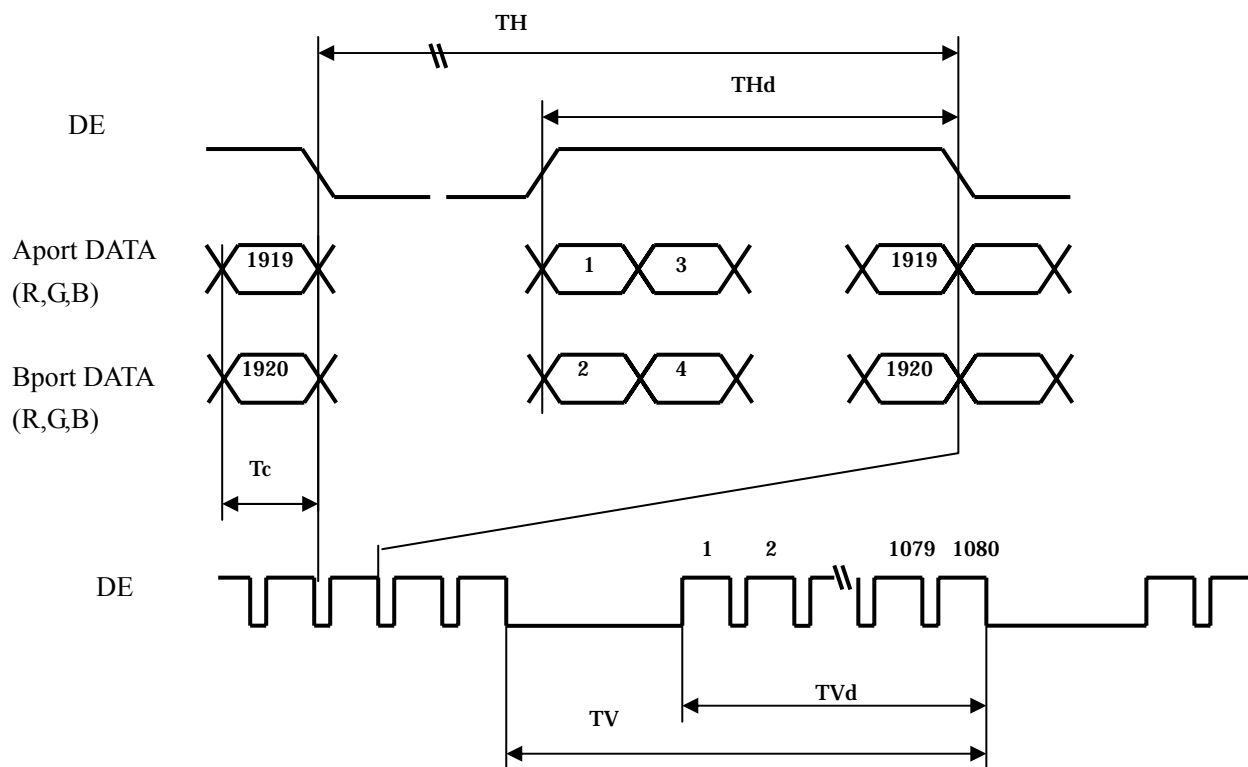 TH
THd
DE
Aport DATA
(R,G,B)
1919
1
3
1919
Bport DATA
(R,G,B)
1920
2
4
1920
Tc
DE
1
2
1079
1080
TVd
TV